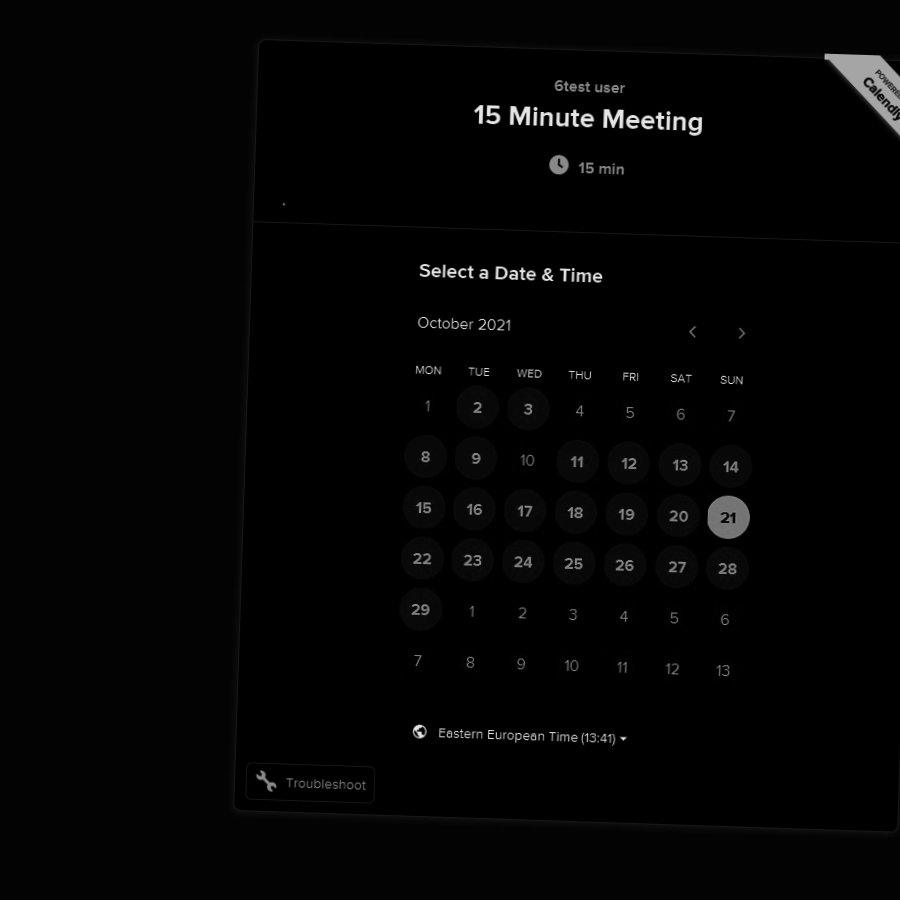 6test user
15 Minute Meeting
15 min
POWERED
Calendly
Select a Date & Time
October 2021
MON TUE WED THU FRI SAT SUN
1 2 3 4 5 6 7
8 9 10 11 12 13 14
15 16 17 18 19 20 21
22 23 24 25 26 27 28
29 1 2 3 4 5 6
7 8 9 10 11 12 13
Eastern European Time (13:41)
Troubleshoot